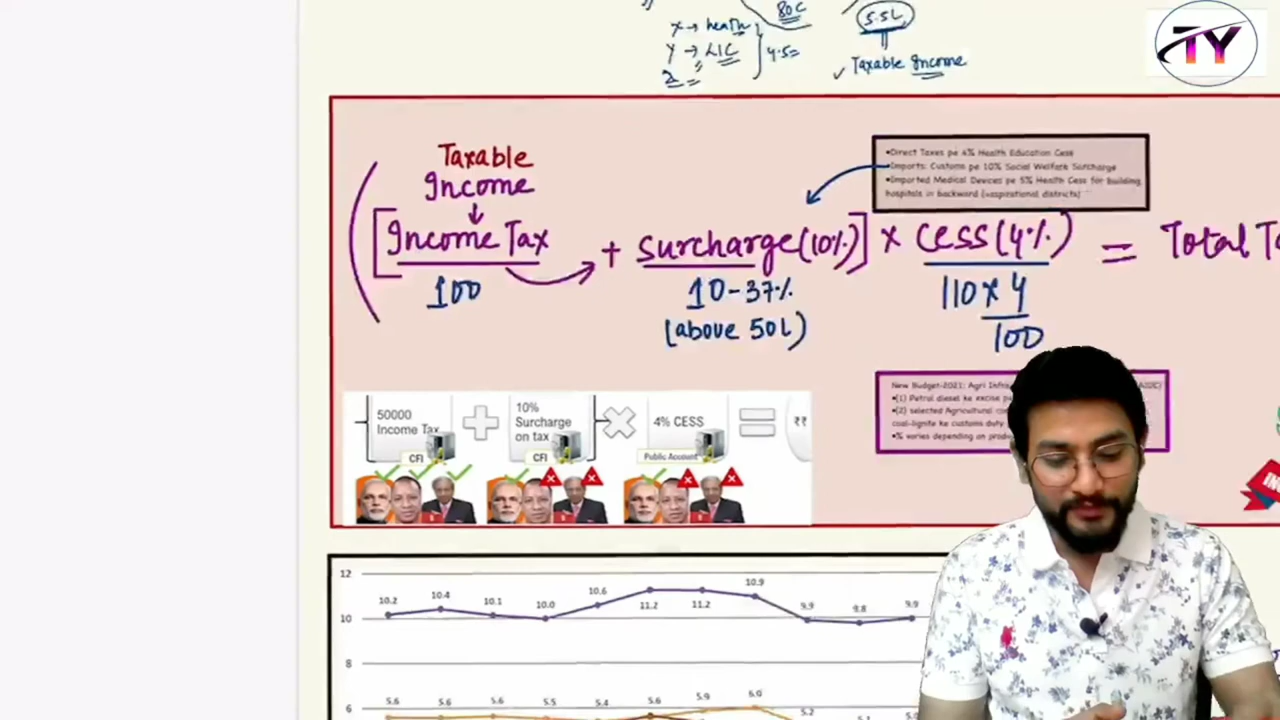 80C
x → health
y → LIC
4.5
5.5L
Taxable Income
TY
Taxable
Income
[Income Tax + Surcharge(10%)] × Cess(4%) = Total Ta
100
10-37%
(above 50L)
110 x 4
100
•Direct Taxes pe 4% Health Education Cess
•Imports: Customs pe 10% Social Welfare Surcharge
•Imported Medical Devices pe 5% Health Cess for building
hospitals in backward (aspirational districts)
New Budget-2021: Agri Infra
•(1) Petrol diesel ke excise
•(2) selected Agricultural
coal-lignite ke customs duty
•% varies depending on
50000
Income Tax
10%
Surcharge
on tax
4% CESS
₹₹
CFI
CFI
Public Account
12
10.2 10.4 10.1 10.0 10.6 11.2 11.2 10.9 9.9 9.8 9.9
10
8
5.6 5.6 5.6 5.5 5.4 5.6 5.9 6.0 5.2
6